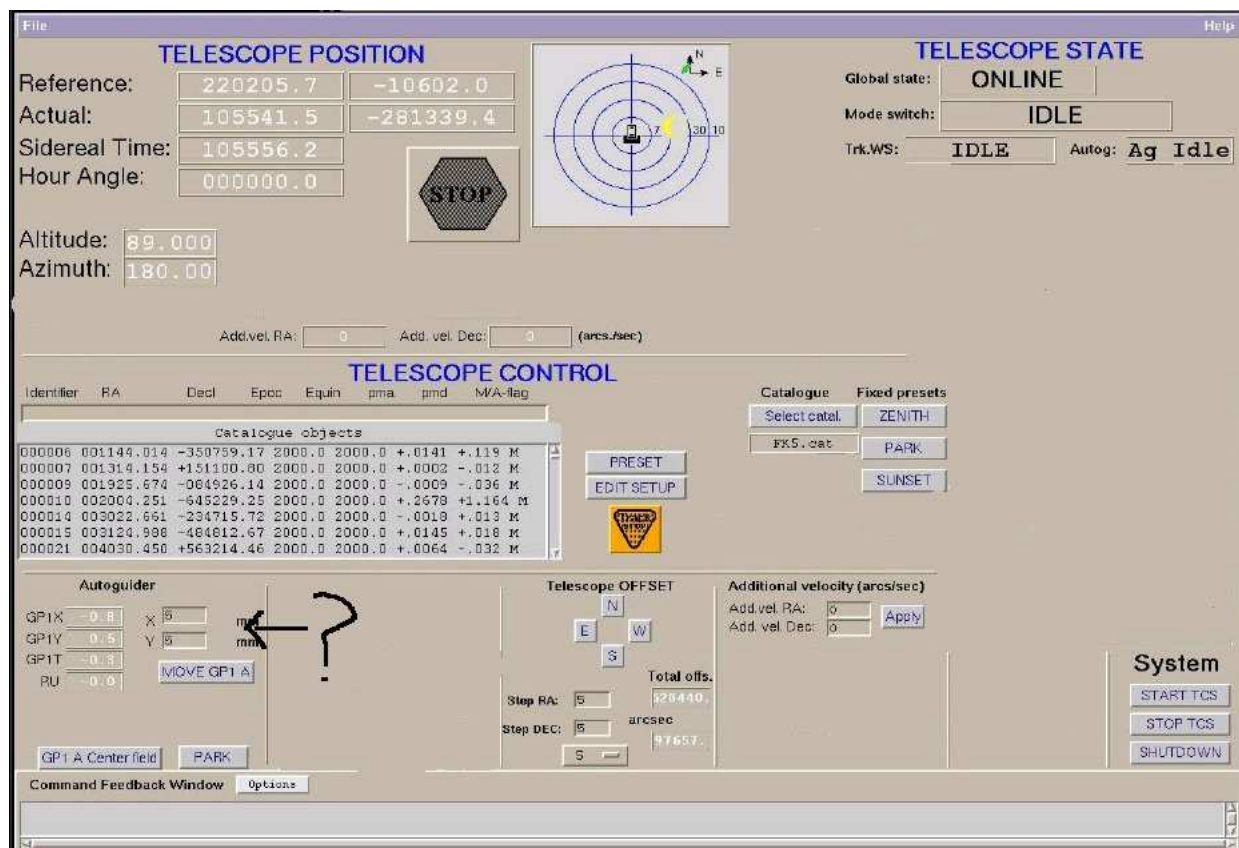 File Help
TELESCOPE POSITION
Reference: 220205.7 -10602.0
Actual: 105541.5 -281339.4
Sidereal Time: 105556.2
Hour Angle: 000000.0
Altitude: 89.000
Azimuth: 180.00
STOP
N
E
7 30 10
TELESCOPE STATE
Global state: ONLINE
Mode switch: IDLE
Trk.WS: IDLE Autog: Ag Idle
Add.vel. RA: 0 Add. vel. Dec: 0 (arcs./sec)
TELESCOPE CONTROL
Identifier RA Decl Epoc Equin pma pmd M/A-flag
Catalogue objects
000006 001144.014 -350759.17 2000.0 2000.0 +.0141 +.119 M
000007 001314.154 +151100.80 2000.0 2000.0 +.0002 -.012 M
000009 001925.674 -084926.14 2000.0 2000.0 -.0009 -.036 M
000010 002004.251 -645229.25 2000.0 2000.0 +.2678 +1.164 M
000014 003022.661 -234715.72 2000.0 2000.0 -.0018 +.013 M
000015 003124.988 -484812.67 2000.0 2000.0 +.0145 +.018 M
000021 004030.450 +563214.46 2000.0 2000.0 +.0064 -.032 M
PRESET
EDIT SETUP
TRACK
STOP
Catalogue Fixed presets
Select catal. ZENITH
FK5.cat PARK
SUNSET
Autoguider
GP1X -0.8 X 5 mm
GP1Y 0.5 Y 5 mm
GP1T -0.3
RU -0.0 MOVE GP1 A
GP1 A Center field PARK
?
Telescope OFFSET
N
E W
S
Total offs.
Step RA: 5 528440.
Step DEC: 5 arcsec
97657.
5
Additional velocity (arcs/sec)
Add.vel. RA: 0 Apply
Add. vel. Dec: 0
System
START TCS
STOP TCS
SHUTDOWN
Command Feedback Window Options